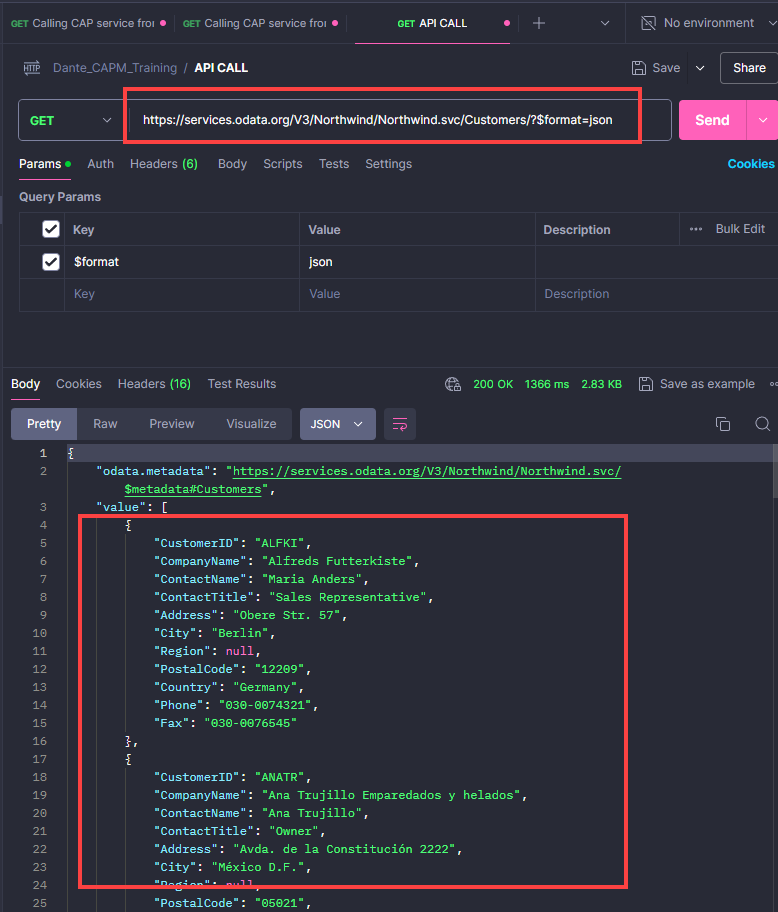 GET Calling CAP service fror GET Calling CAP service fror GET API CALL No environment
HTTP Dante_CAPM_Training / API CALL Save Share
GET https://services.odata.org/V3/Northwind/Northwind.svc/Customers/?$format=json Send
Params Auth Headers (6) Body Scripts Tests Settings Cookies
Query Params
Key Value Description Bulk Edit
$format json
Key Value Description
Body Cookies Headers (16) Test Results 200 OK 1366 ms 2.83 KB Save as example
Pretty Raw Preview Visualize JSON
1 {
2 "odata.metadata": "https://services.odata.org/V3/Northwind/Northwind.svc/
$metadata#Customers",
3 "value": [
4 {
5 "CustomerID": "ALFKI",
6 "CompanyName": "Alfreds Futterkiste",
7 "ContactName": "Maria Anders",
8 "ContactTitle": "Sales Representative",
9 "Address": "Obere Str. 57",
10 "City": "Berlin",
11 "Region": null,
12 "PostalCode": "12209",
13 "Country": "Germany",
14 "Phone": "030-0074321",
15 "Fax": "030-0076545"
16 },
17 {
18 "CustomerID": "ANATR",
19 "CompanyName": "Ana Trujillo Emparedados y helados",
20 "ContactName": "Ana Trujillo",
21 "ContactTitle": "Owner",
22 "Address": "Avda. de la Constitución 2222",
23 "City": "México D.F.",
24 "Region": null,
25 "PostalCode": "05021",